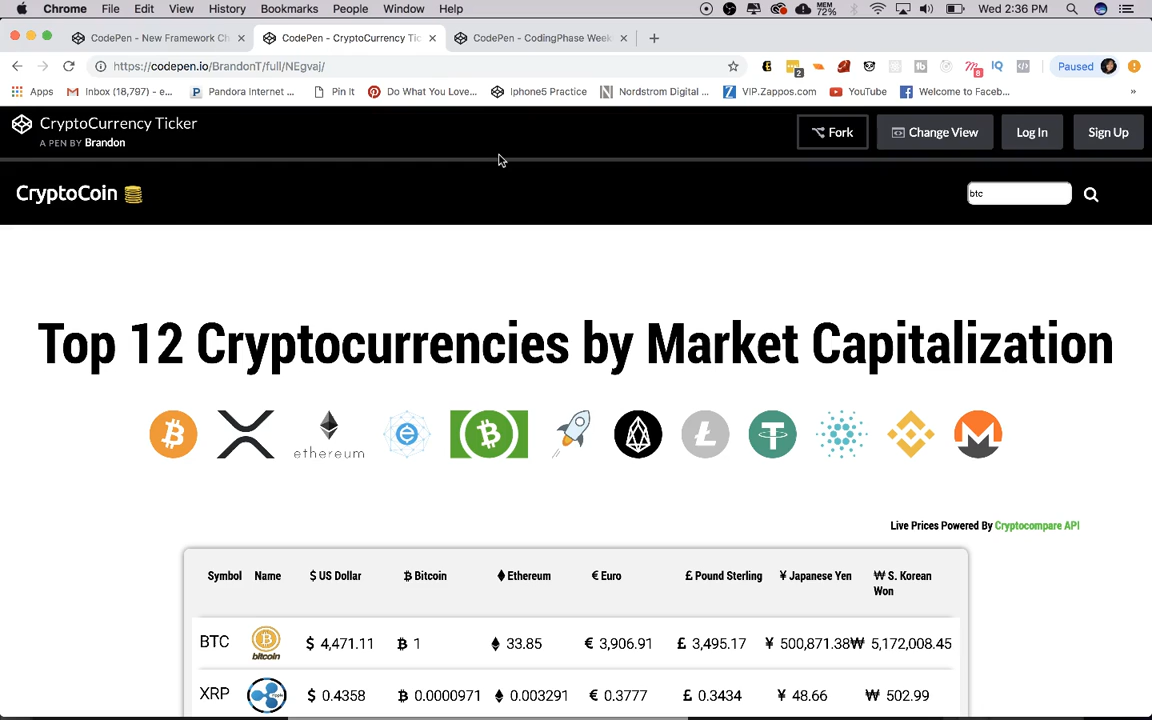 Chrome File Edit View History Bookmarks People Window Help MEM 72% Wed 2:36 PM
CodePen - New Framework Ch CodePen - CryptoCurrency Tic CodePen - CodingPhase Week
https://codepen.io/BrandonT/full/NEgvaj/ 2 8 IQ Paused
Apps Inbox (18,797) - e... Pandora Internet ... Pin It Do What You Love... Iphone5 Practice Nordstrom Digital ... VIP.Zappos.com YouTube Welcome to Faceb... »
CryptoCurrency Ticker
A PEN BY Brandon
Fork Change View Log In Sign Up
CryptoCoin btc
Top 12 Cryptocurrencies by Market Capitalization
ethereum
Live Prices Powered By Cryptocompare API
Symbol Name $ US Dollar ₿ Bitcoin Ethereum € Euro £ Pound Sterling ¥ Japanese Yen ₩ S. Korean
Won
BTC bitcoin $ 4,471.11 ₿ 1 33.85 € 3,906.91 £ 3,495.17 ¥ 500,871.38 ₩ 5,172,008.45
XRP $ 0.4358 ₿ 0.0000971 0.003291 € 0.3777 £ 0.3434 ¥ 48.66 ₩ 502.99